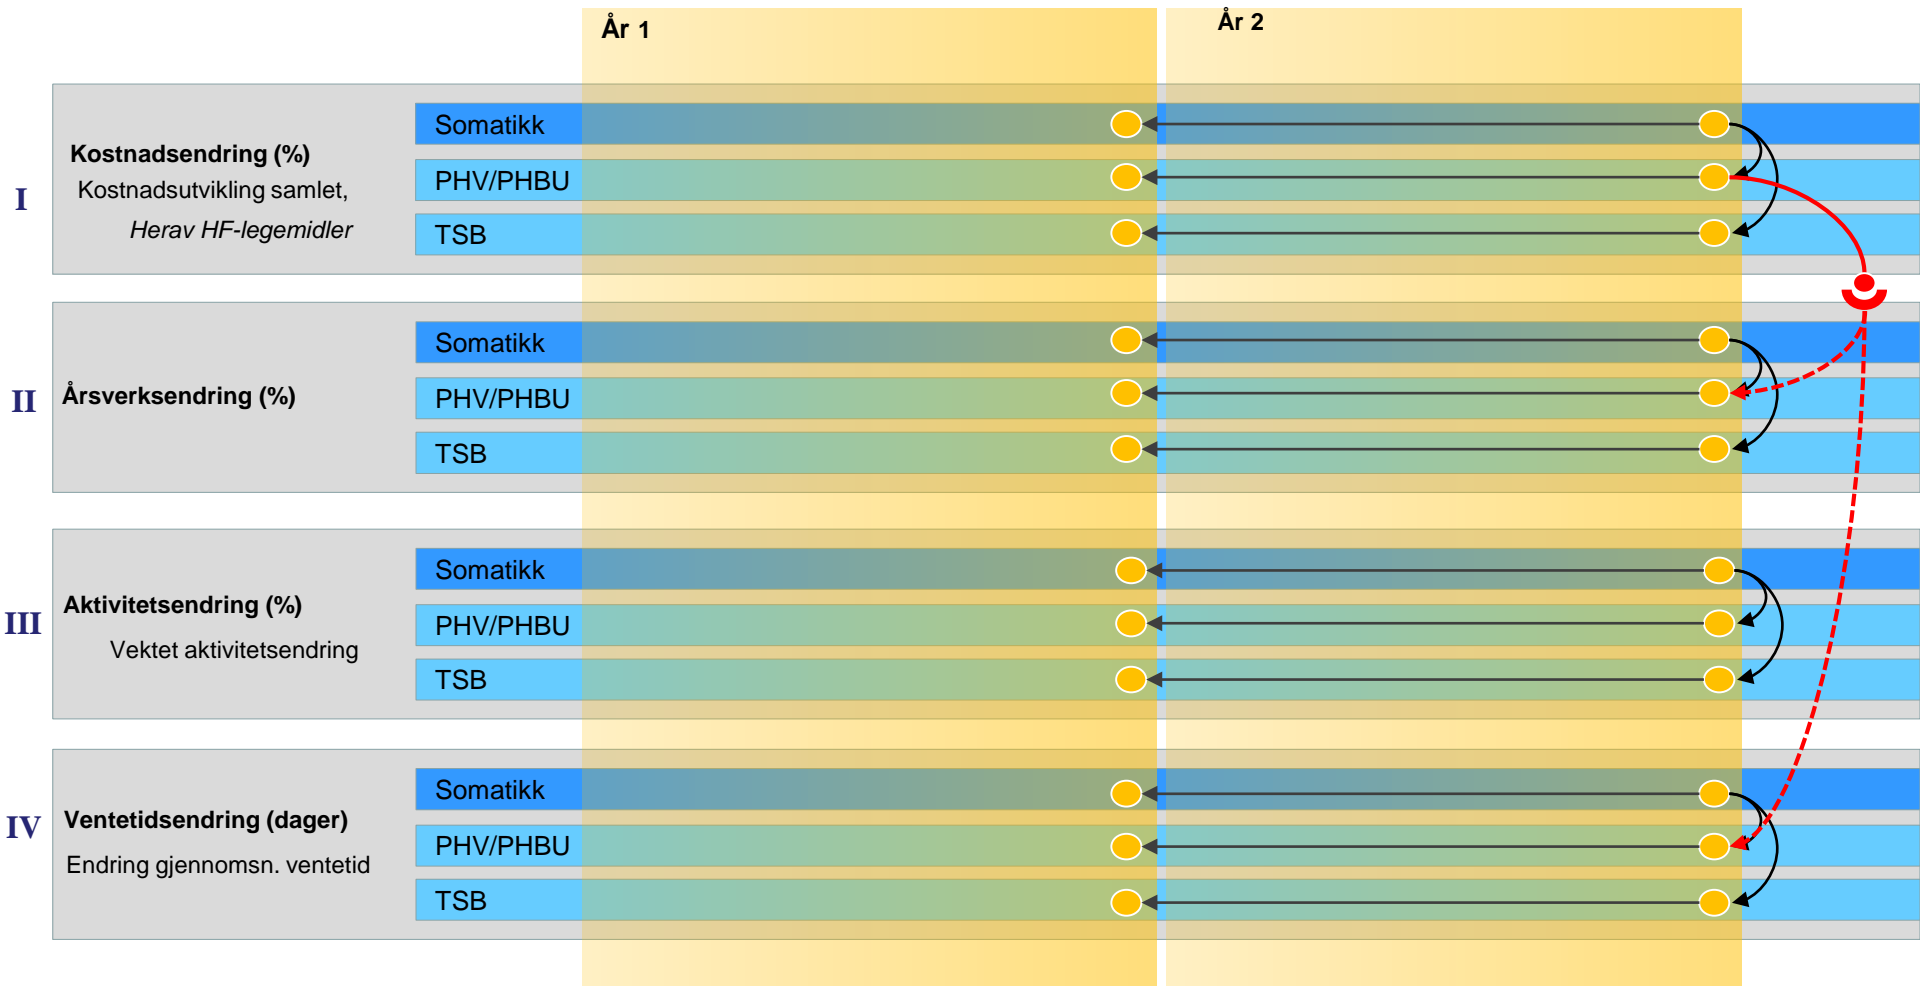 År 1
År 2
I
Kostnadsendring (%)
Kostnadsutvikling samlet,
Herav HF-legemidler
Somatikk
PHV/PHBU
TSB
II
Årsverksendring (%)
Somatikk
PHV/PHBU
TSB
III
Aktivitetsendring (%)
Vektet aktivitetsendring
Somatikk
PHV/PHBU
TSB
IV
Ventetidsendring (dager)
Endring gjennomsn. ventetid
Somatikk
PHV/PHBU
TSB